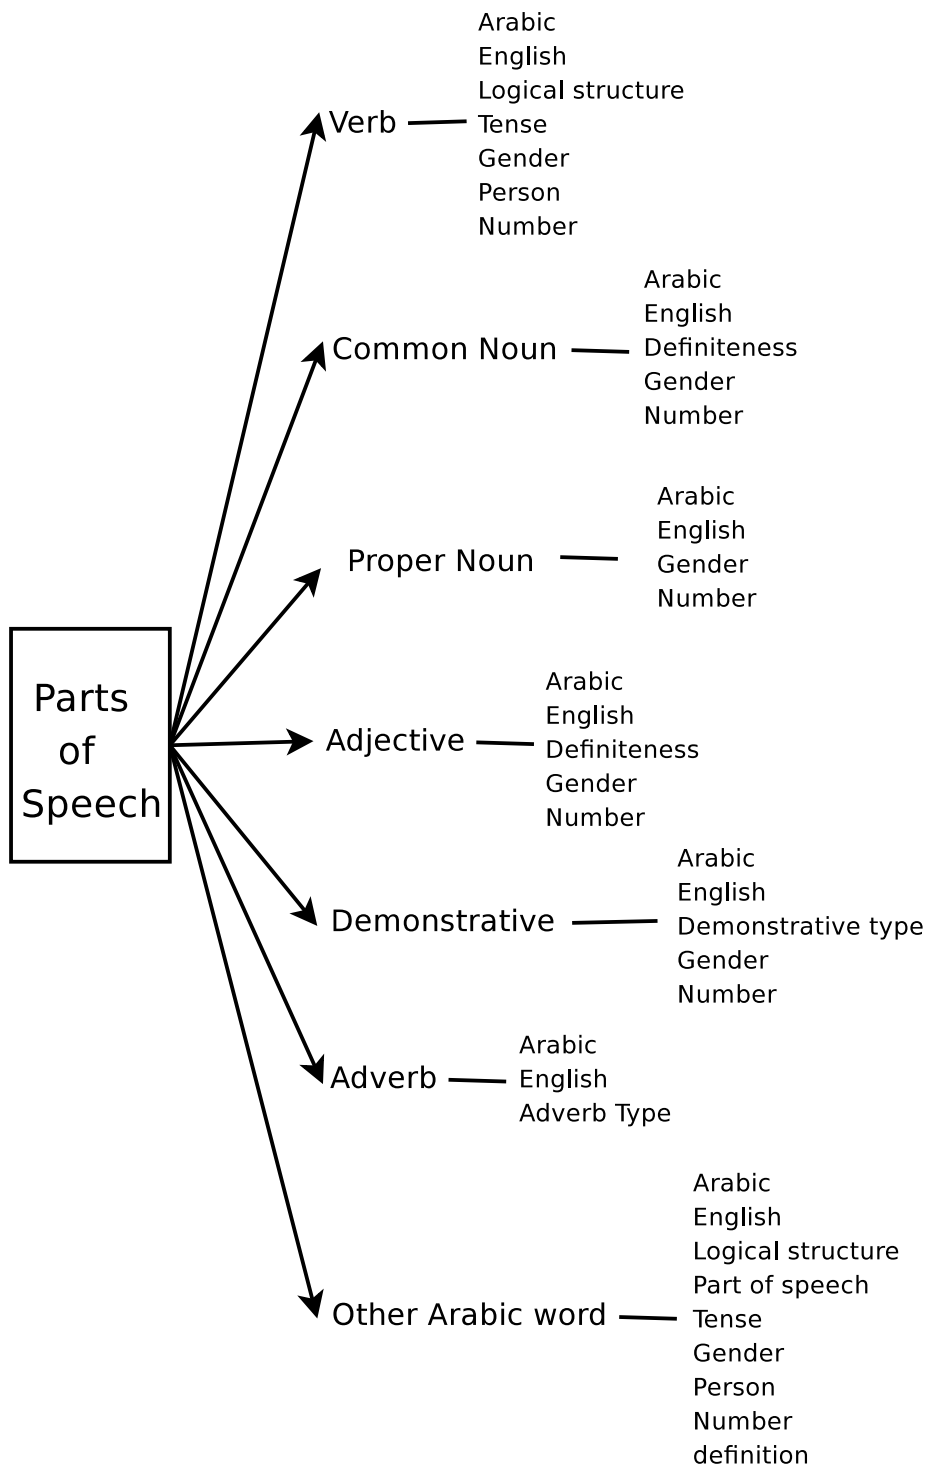 Parts
of
Speech
Verb
Arabic
English
Logical structure
Tense
Gender
Person
Number
Common Noun
Arabic
English
Definiteness
Gender
Number
Proper Noun
Arabic
English
Gender
Number
Adjective
Arabic
English
Definiteness
Gender
Number
Demonstrative
Arabic
English
Demonstrative type
Gender
Number
Adverb
Arabic
English
Adverb Type
Other Arabic word
Arabic
English
Logical structure
Part of speech
Tense
Gender
Person
Number
definition